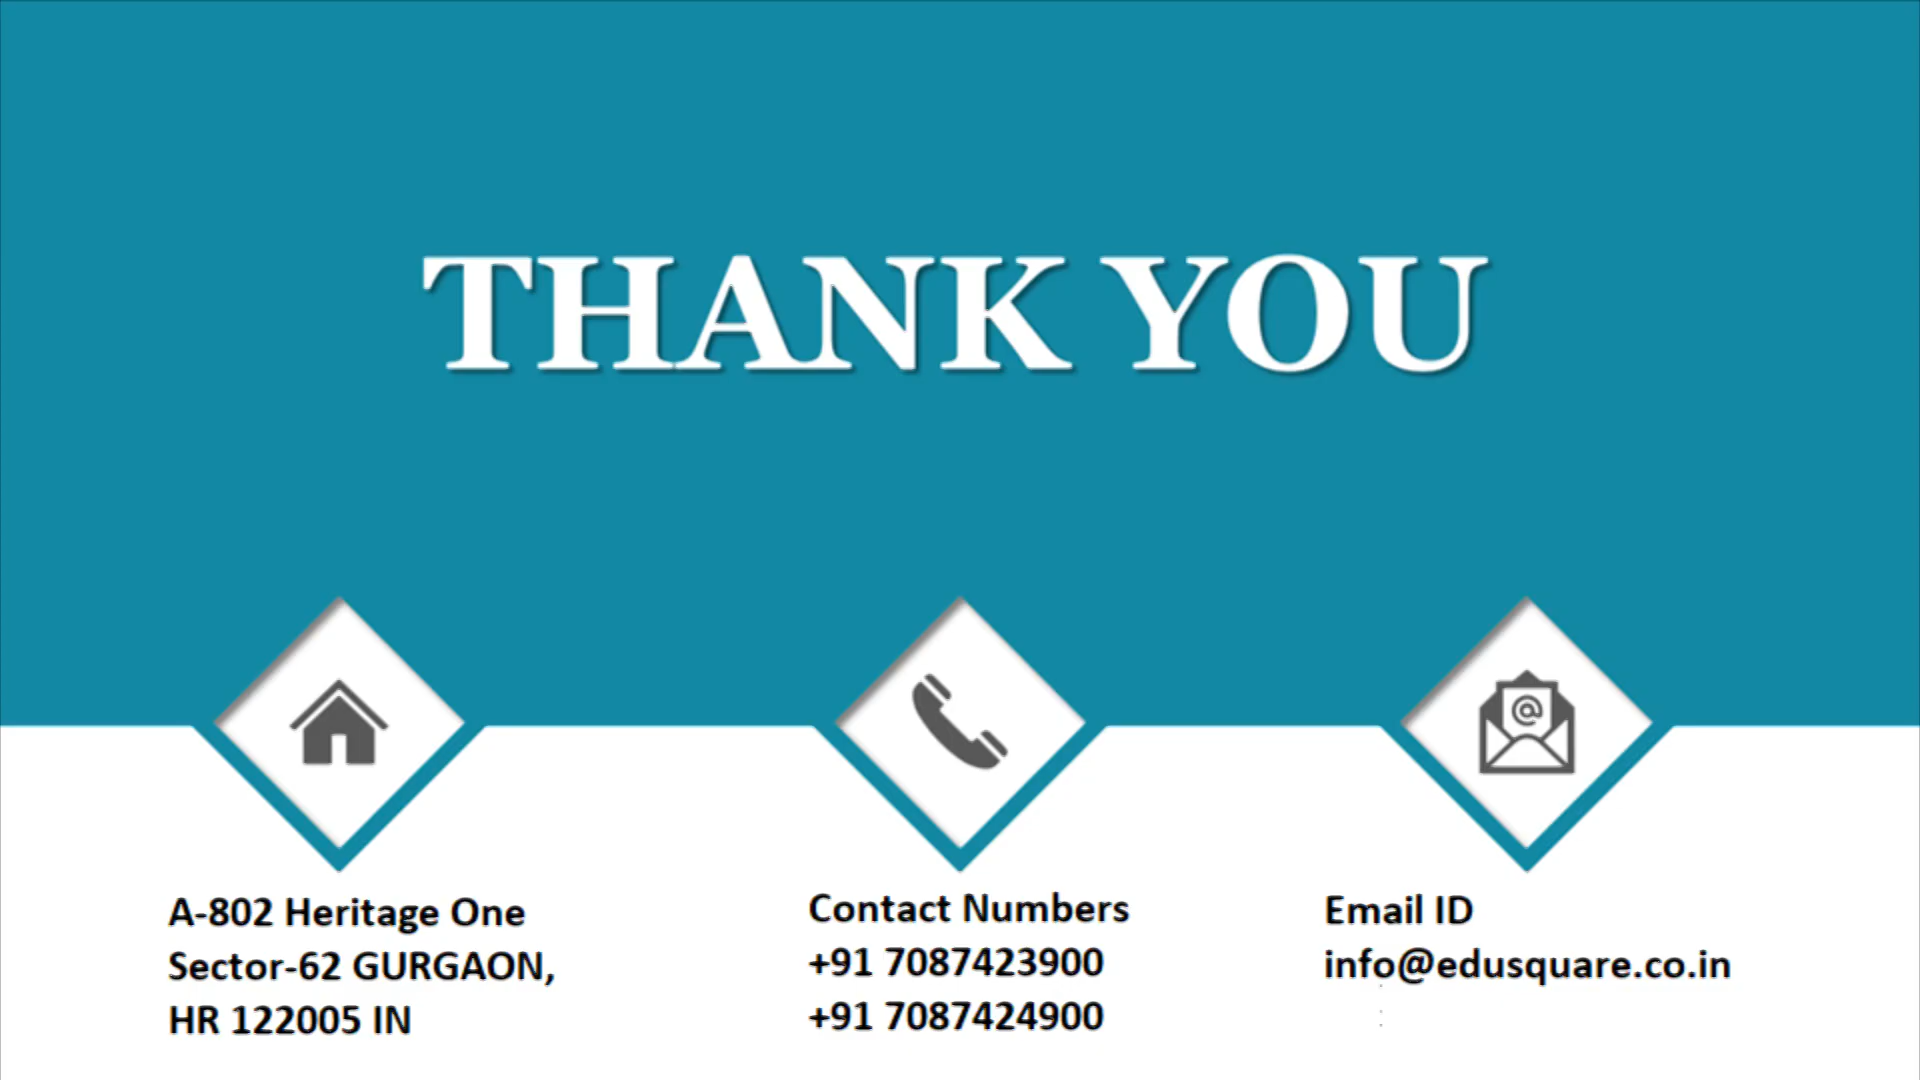 THANK YOU
A-802 Heritage One
Sector-62 GURGAON,
HR 122005 IN
Contact Numbers
+91 7087423900
+91 7087424900
Email ID
info@edusquare.co.in